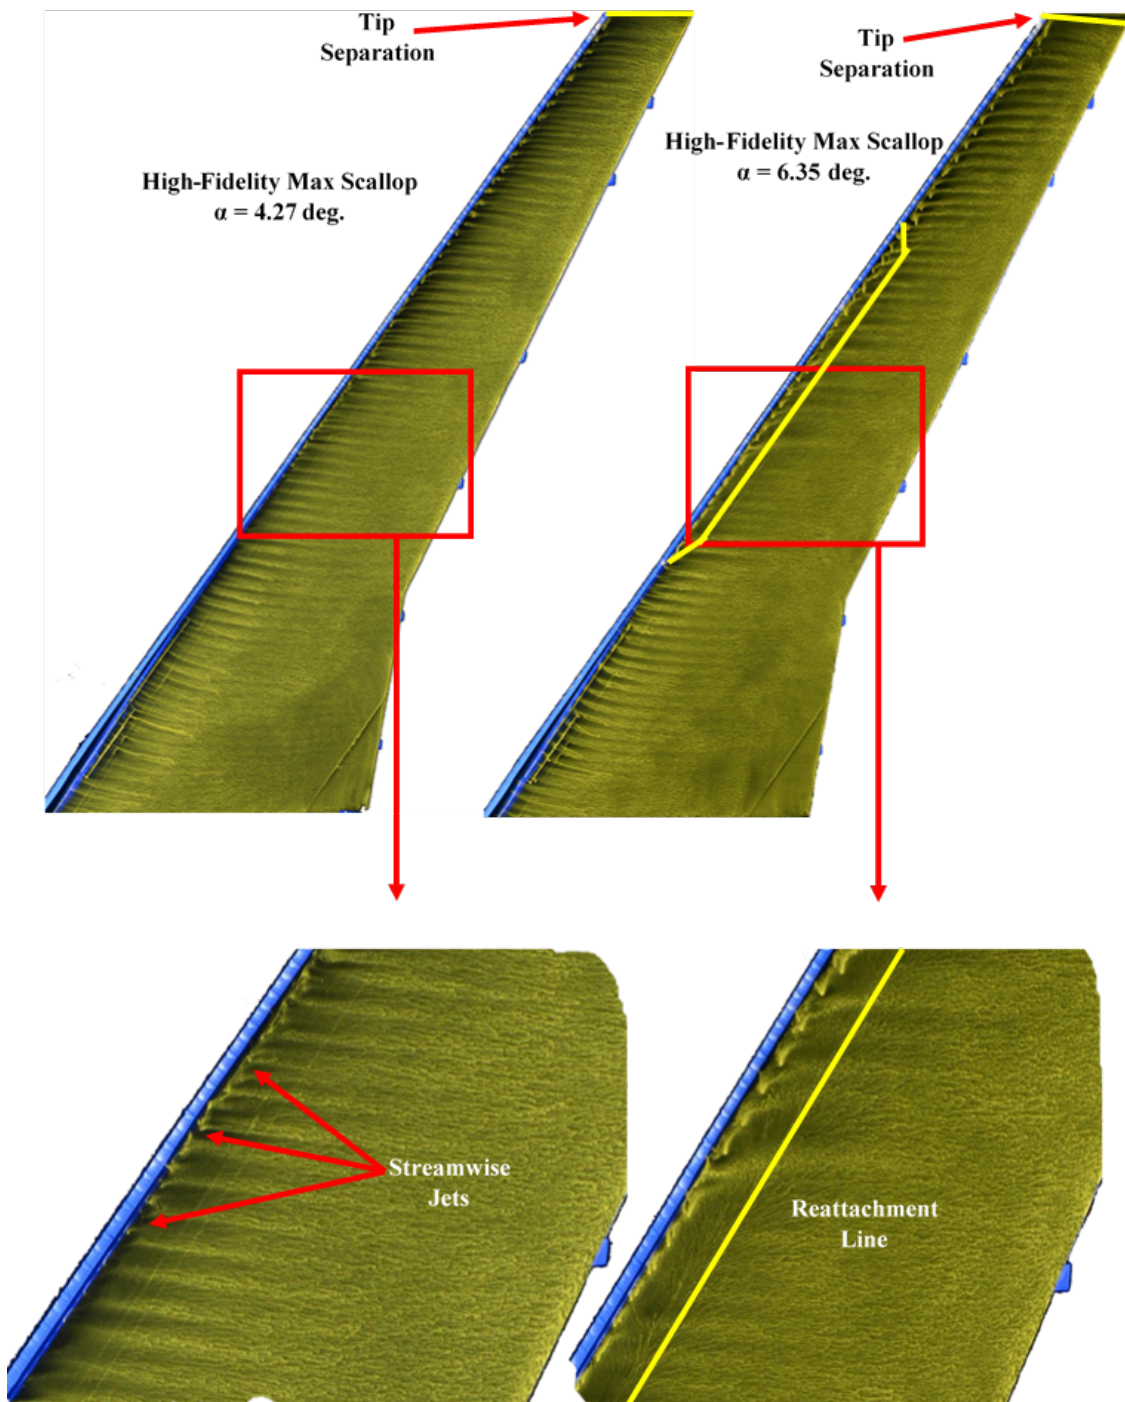 Tip
Separation
High-Fidelity Max Scallop
α = 4.27 deg.
Tip
Separation
High-Fidelity Max Scallop
α = 6.35 deg.
Streamwise
Jets
Reattachment
Line